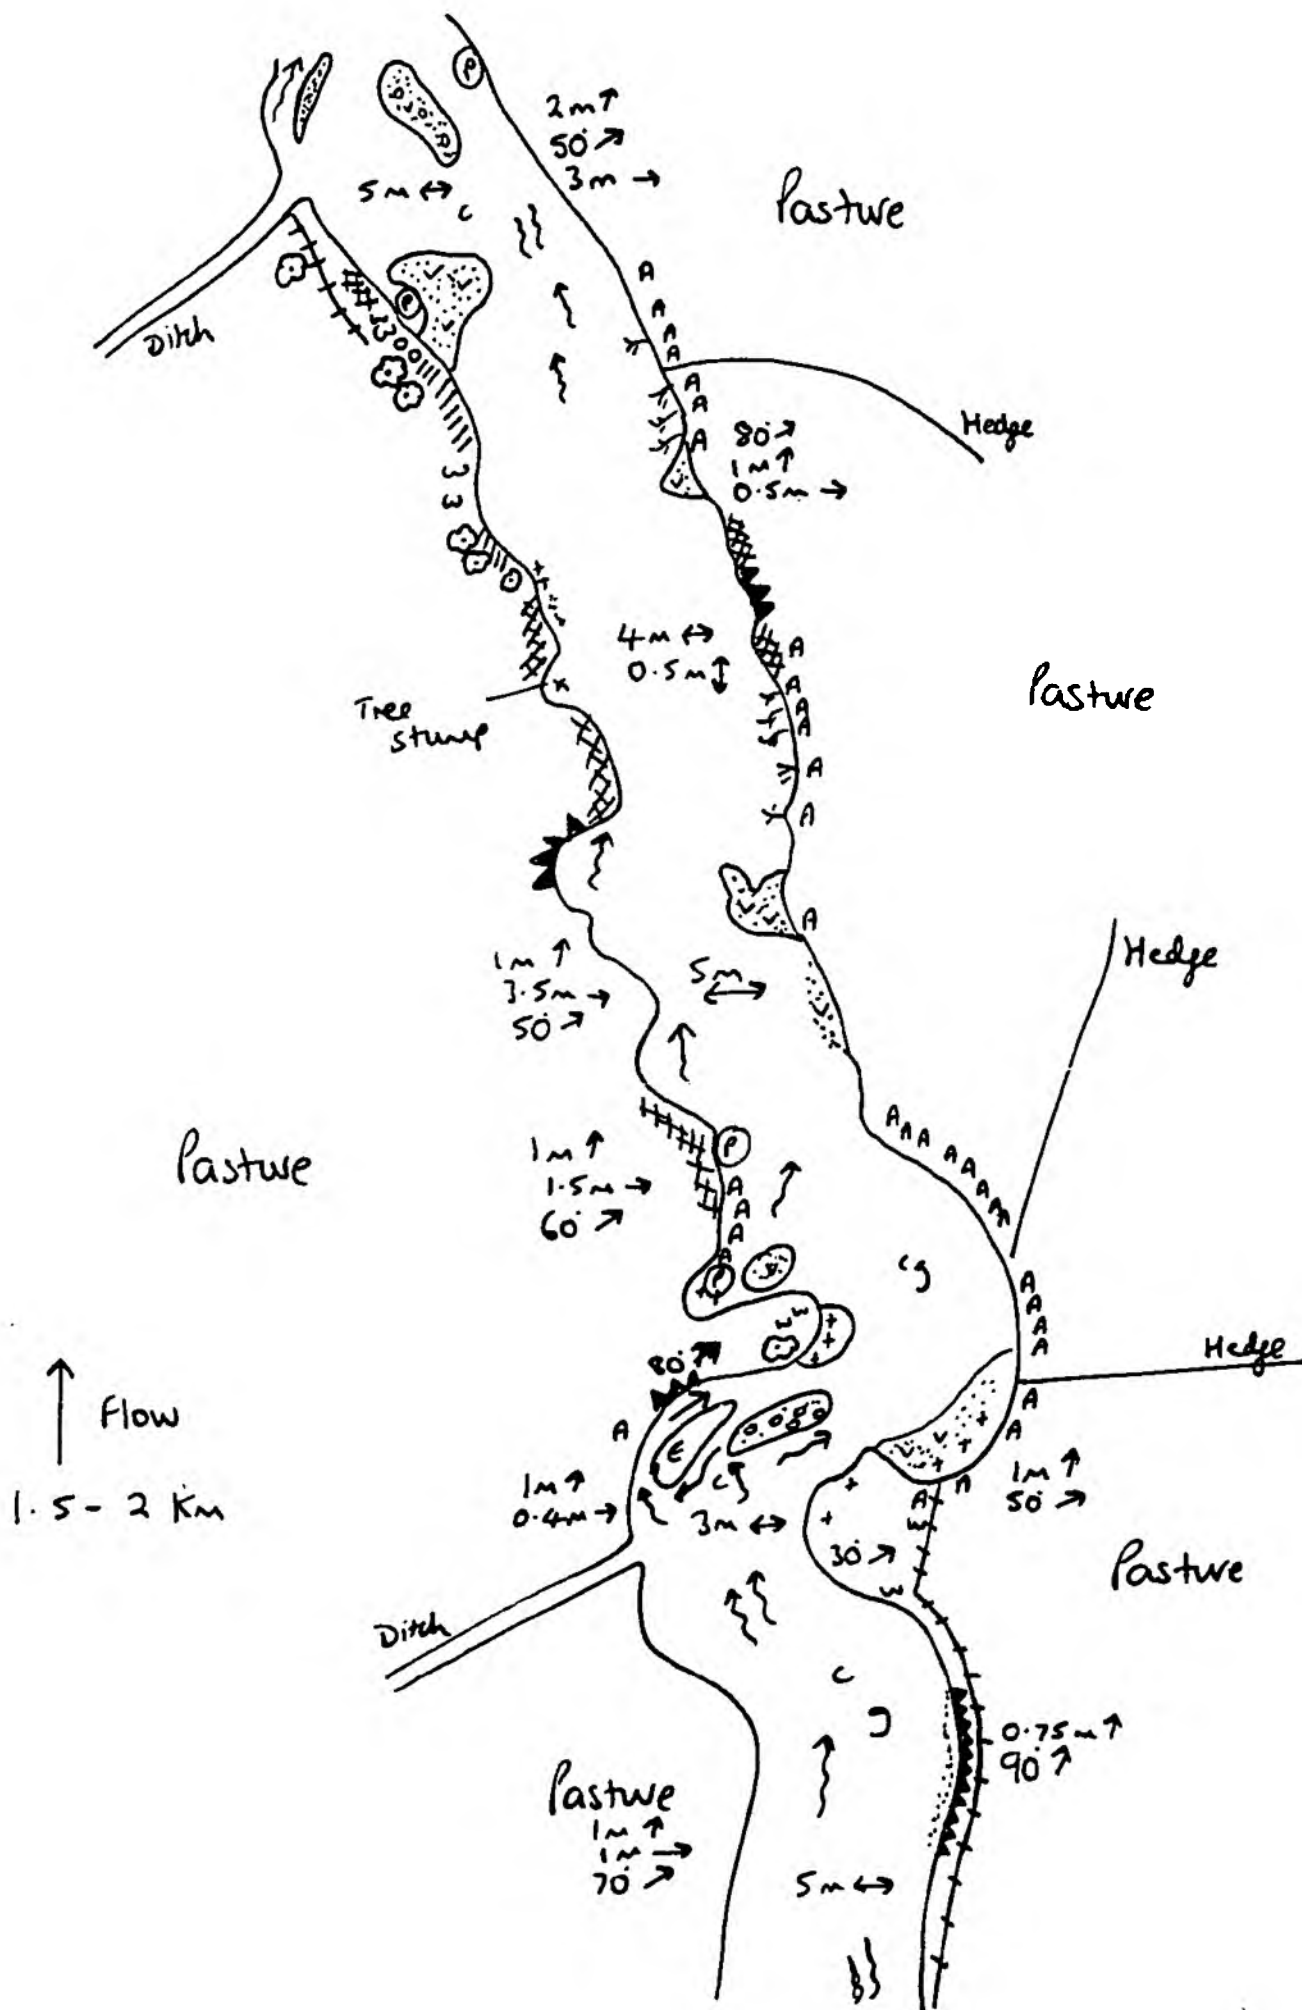 P
2m↑
50°↗
3m→
Pasture
5m↔
c
Ditch
P
A
A
A
A
A
A
A
Hedge
80°↗
1m↑
0.5m→
4m↔
0.5m↕
A
A
A
A
A
A
Pasture
Tree
stump
A
Hedge
1m↑
3.5m→
50°↗
5m
↔
A
A A
A A A A A A
Pasture
1m↑
1.5m→
60°↗
P
A
A
A
A
P
cg
A
A
A
A
w w
Hedge
80°↗
↑
Flow
1.5 - 2 Km
A
E
c
A
A
A
A
1m↑
50°↗
1m↑
0.4m→
3m↔
w
30°↗
w
Pasture
Ditch
c
g
0.75m↑
90°↗
Pasture
1m↑
1m→
70°↗
5m↔